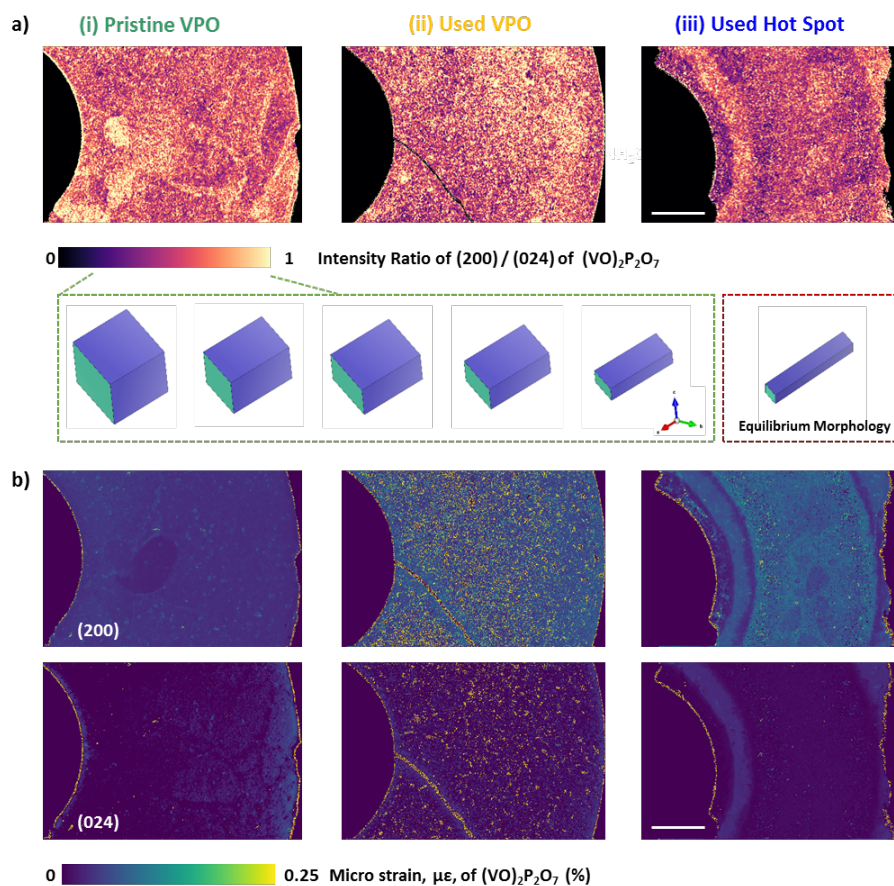 a)
(i) Pristine VPO
(ii) Used VPO
(iii) Used Hot Spot
0
1
Intensity Ratio of (200) / (024) of (VO)₂P₂O₇
c
a
b
Equilibrium Morphology
b)
(200)
(024)
0
0.25
Micro strain, με, of (VO)₂P₂O₇ (%)